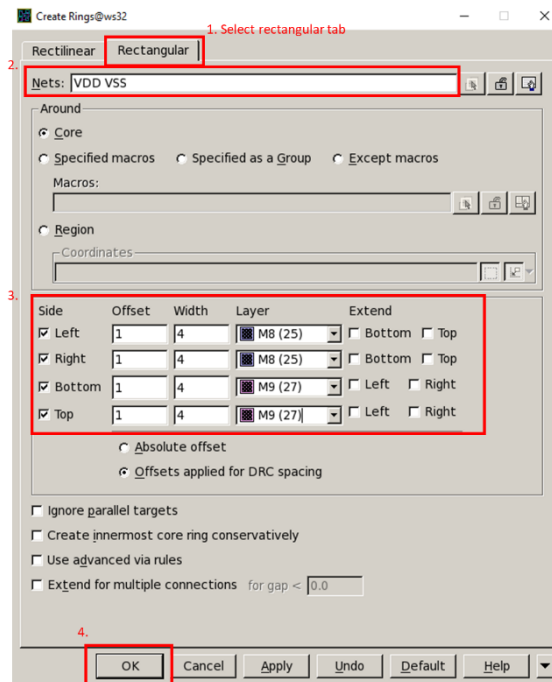 Create Rings@ws32
1. Select rectangular tab
Rectilinear Rectangular
2.
Nets: VDD VSS
Around
Core
Specified macros Specified as a Group Except macros
Macros:
Region
Coordinates
3.
Side Offset Width Layer Extend
Left 1 4 M8 (25) Bottom Top
Right 1 4 M8 (25) Bottom Top
Bottom 1 4 M9 (27) Left Right
Top 1 4 M9 (27) Left Right
Absolute offset
Offsets applied for DRC spacing
Ignore parallel targets
Create innermost core ring conservatively
Use advanced via rules
Extend for multiple connections for gap < 0.0
4.
OK Cancel Apply Undo Default Help